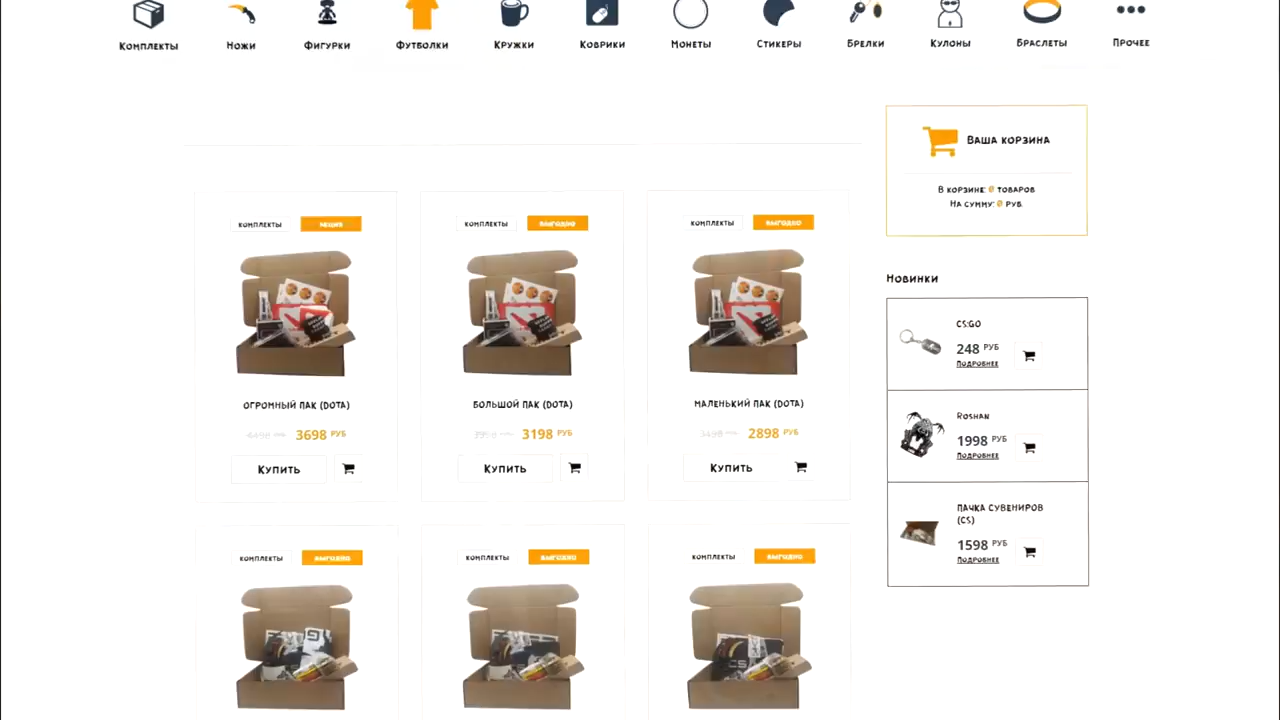 Комплекты
Ножи
Фигурки
Футболки
Кружки
Коврики
Монеты
Стикеры
Брелки
Кулоны
Браслеты
Прочее
Ваша корзина
В корзине: 0 товаров
На сумму: 0 руб.
комплекты
акция
комплекты
выгодно
комплекты
выгодно
ОГРОМНЫЙ ПАК (DOTA)
БОЛЬШОЙ ПАК (DOTA)
МАЛЕНЬКИЙ ПАК (DOTA)
3698 РУБ
3198 РУБ
2898 РУБ
Купить
Купить
Купить
Новинки
CS:GO
248 РУБ
Подробнее
Roshan
1998 РУБ
Подробнее
ПАЧКА СУВЕНИРОВ
(CS)
1598 РУБ
Подробнее
комплекты
выгодно
комплекты
выгодно
комплекты
выгодно